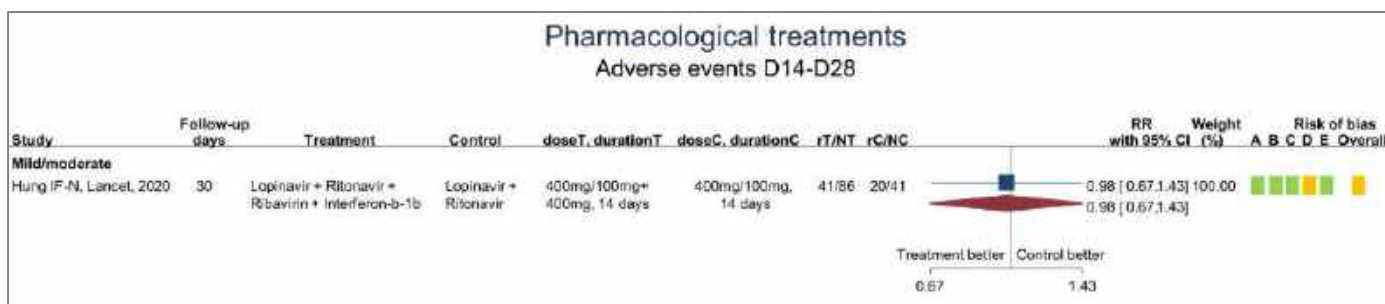 Pharmacological treatments
Adverse events D14-D28
Follow-up RR Weight Risk of bias
Study days Treatment Control doseT, durationT doseC, durationC rT/NT rC/NC with 95% CI (%) A B C D E Overall
Mild/moderate
Hung IF-N, Lancet, 2020 30 Lopinavir + Ritonavir + Lopinavir + 400mg/100mg+ 400mg/100mg, 41/86 20/41 0.98 [ 0.67,1.43] 100.00
Ribavirin + Interferon-b-1b Ritonavir 400mg, 14 days 14 days 0.98 [ 0.67,1.43]
Treatment better Control better
0.67 1.43